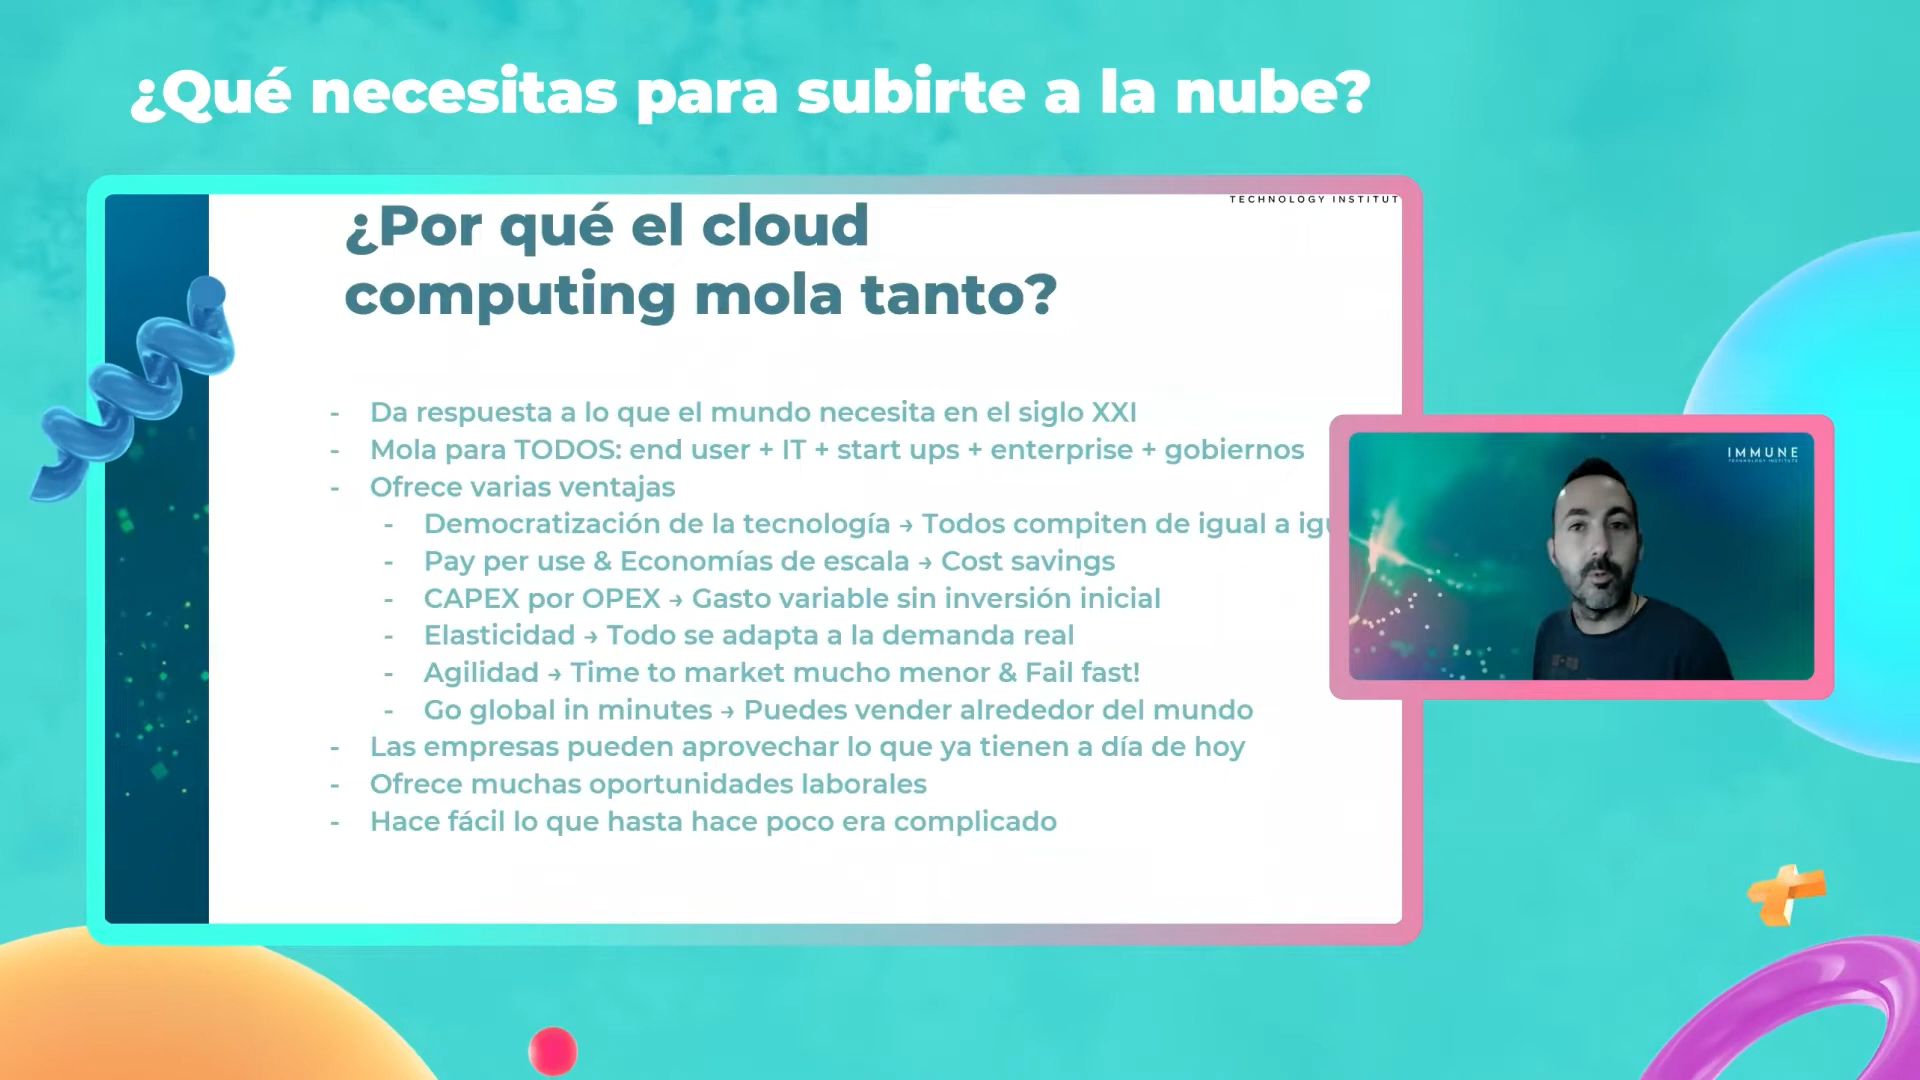 ¿Qué necesitas para subirte a la nube?
TECHNOLOGY INSTITUT
¿Por qué el cloud
computing mola tanto?
- Da respuesta a lo que el mundo necesita en el siglo XXI
- Mola para TODOS: end user + IT + start ups + enterprise + gobiernos
- Ofrece varias ventajas
- Democratización de la tecnología → Todos compiten de igual a
- Pay per use & Economías de escala → Cost savings
- CAPEX por OPEX → Gasto variable sin inversión inicial
- Elasticidad → Todo se adapta a la demanda real
- Agilidad → Time to market mucho menor & Fail fast!
- Go global in minutes → Puedes vender alrededor del mundo
- Las empresas pueden aprovechar lo que ya tienen a día de hoy
- Ofrece muchas oportunidades laborales
- Hace fácil lo que hasta hace poco era complicado
IMMUNE
TECHNOLOGY INSTITUTE